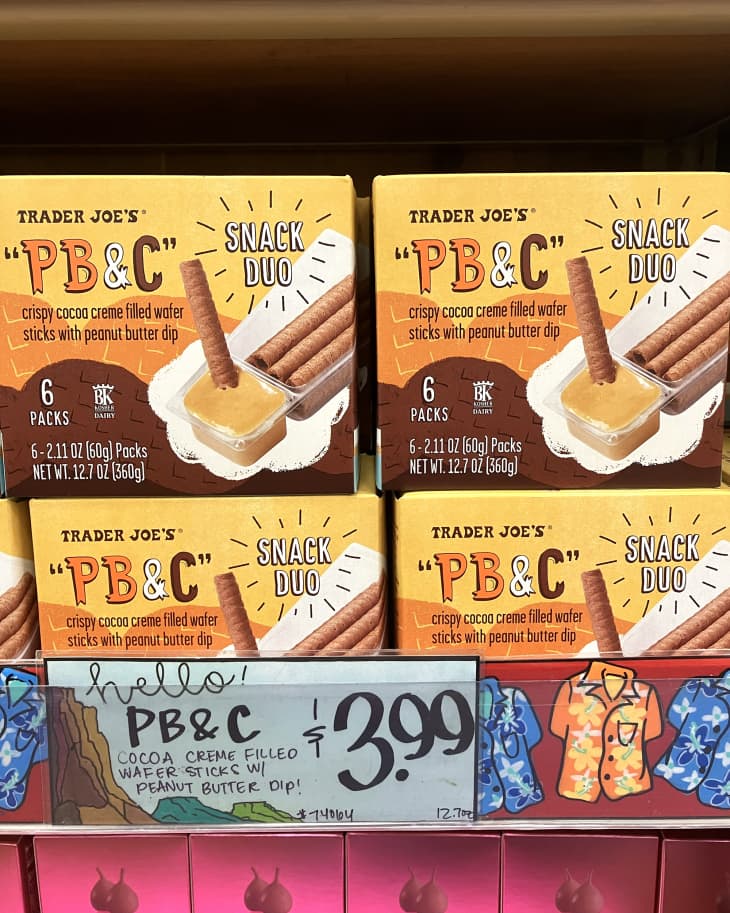 TRADER JOE'S®
"PB&C"
SNACK
DUO
crispy cocoa creme filled wafer
sticks with peanut butter dip
6
PACKS
BK
KOSHER
DAIRY
6 - 2.11 OZ (60g) Packs
NET WT. 12.7 OZ (360g)
TRADER JOE'S®
"PB&C"
SNACK
DUO
crispy cocoa creme filled wafer
sticks with peanut butter dip
6
PACKS
BK
KOSHER
DAIRY
6 - 2.11 OZ (60g) Packs
NET WT. 12.7 OZ (360g)
TRADER JOE'S®
"PB&C"
SNACK
DUO
crispy cocoa creme filled wafer
sticks with peanut butter dip
TRADER JOE'S®
"PB&C"
SNACK
DUO
crispy cocoa creme filled wafer
sticks with peanut butter dip
hello!
PB&C
$3.99
COCOA CREME FILLED
WAFER STICKS W/
PEANUT BUTTER DIP!
#74064
12.7oz